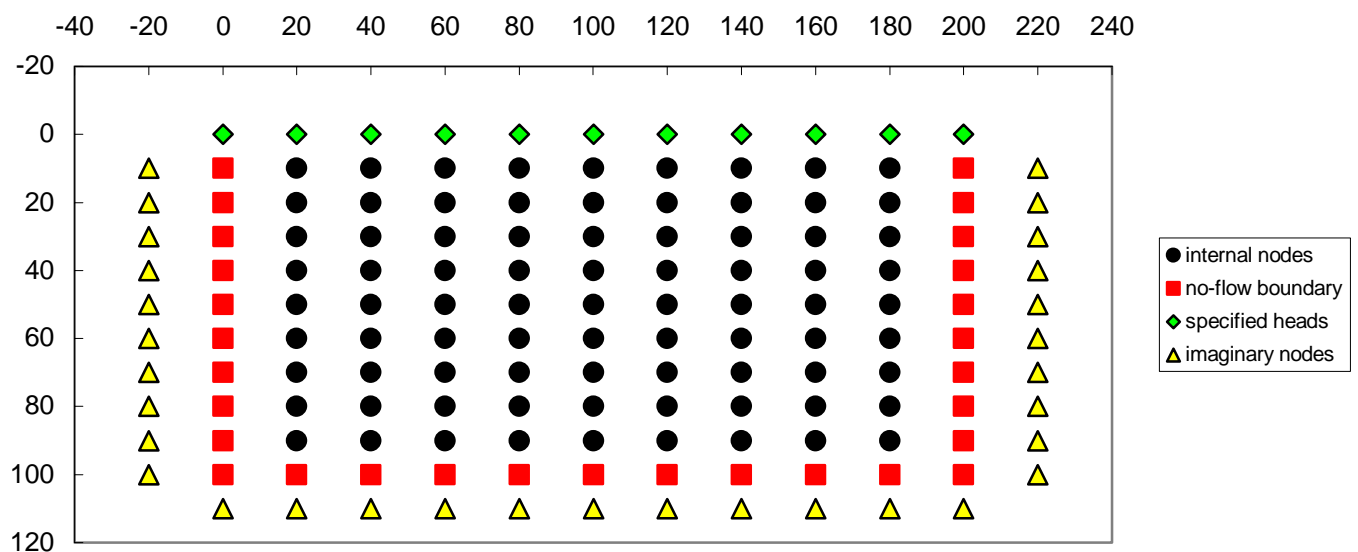 -40 -20 0 20 40 60 80 100 120 140 160 180 200 220 240
-20
0
20
40
60
80
100
120
internal nodes
no-flow boundary
specified heads
imaginary nodes